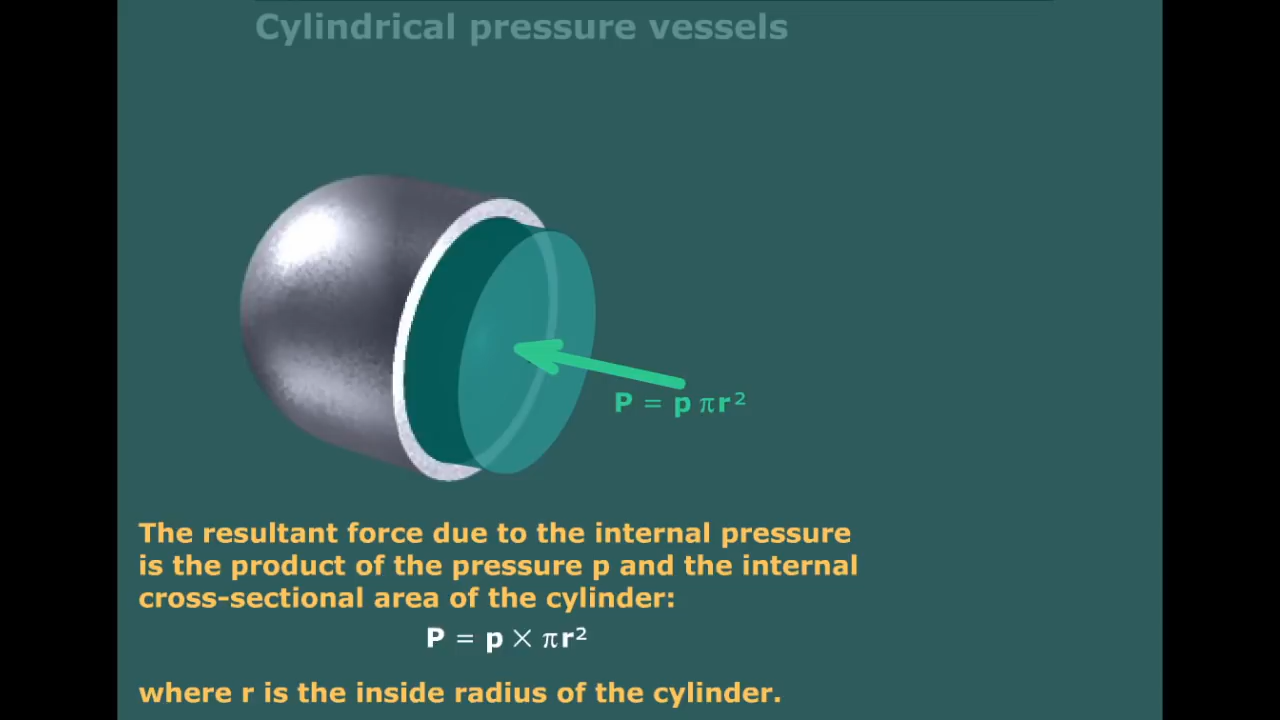 Cylindrical pressure vessels
P = p πr²
The resultant force due to the internal pressure
is the product of the pressure p and the internal
cross-sectional area of the cylinder:
P = p × πr²
where r is the inside radius of the cylinder.